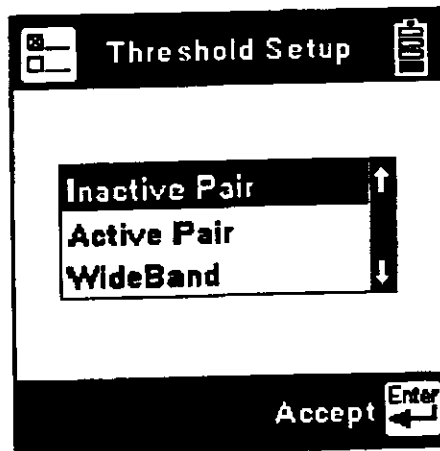 Threshold Setup
Inactive Pair
Active Pair
WideBand
Accept Enter